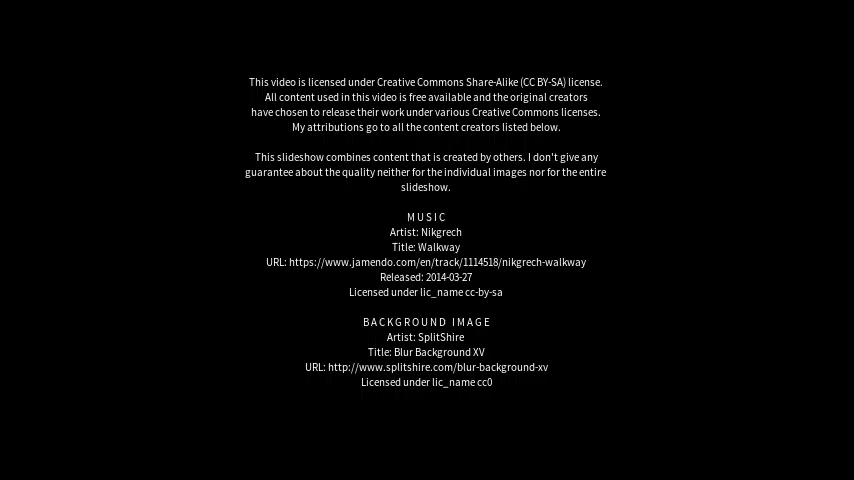 This video is licensed under Creative Commons Share-Alike (CC BY-SA) license.
All content used in this video is free available and the original creators
have chosen to release their work under various Creative Commons licenses.
My attributions go to all the content creators listed below.
This slideshow combines content that is created by others. I don't give any
guarantee about the quality neither for the individual images nor for the entire
slideshow.
MUSIC
Artist: Nikgrech
Title: Walkway
URL: https://www.jamendo.com/en/track/1114518/nikgrech-walkway
Released: 2014-03-27
Licensed under lic_name cc-by-sa
BACKGROUND IMAGE
Artist: SplitShire
Title: Blur Background XV
URL: http://www.splitshire.com/blur-background-xv
Licensed under lic_name cc0